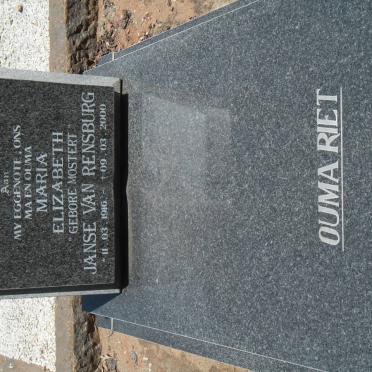 Aan
MY EGGENOTE, ONS
MA EN OUMA
MARIA
ELIZABETH
"GEBORE MOSTERT"
JANSE VAN RENSBURG
*11. 03. 1916 - †09. 03. 2000
OUMA RIET